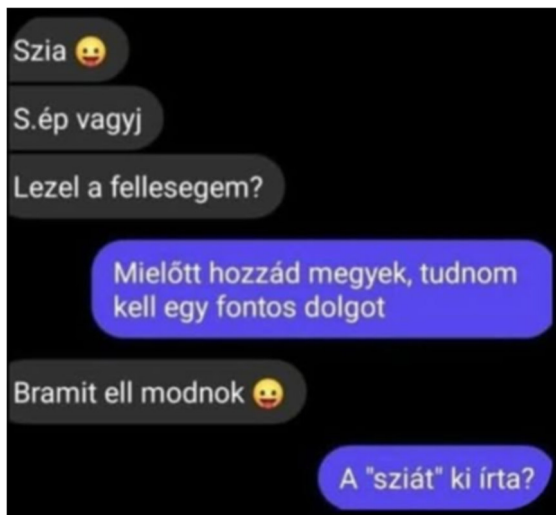 Szia 😛
S.ép vagyj
Lezel a fellesegem?
Mielőtt hozzád megyek, tudnom
kell egy fontos dolgot
Bramit ell modnok 😛
A "sziát" ki írta?